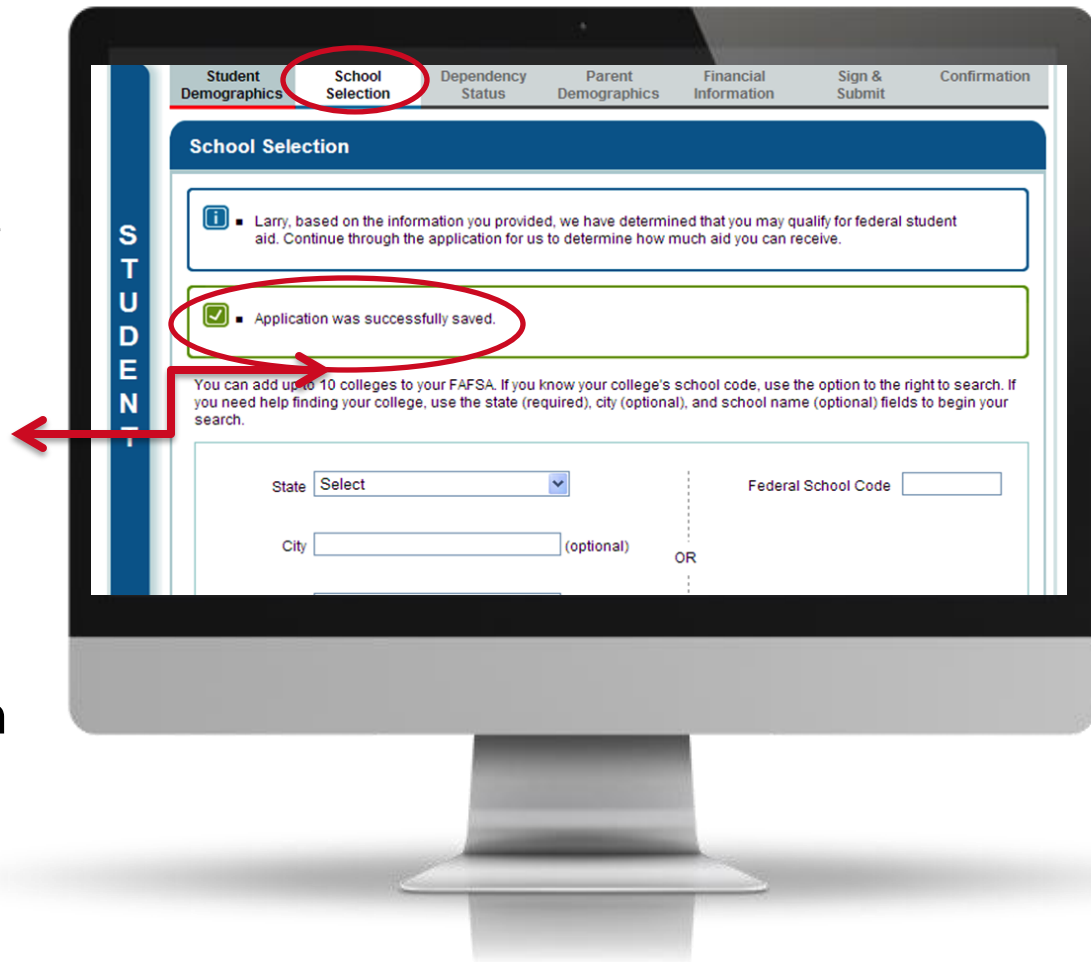 Student Demographics
School Selection
Dependency Status
Parent Demographics
Financial Information
Sign & Submit
Confirmation
School Selection
STUDENT
Larry, based on the information you provided, we have determined that you may qualify for federal student
aid. Continue through the application for us to determine how much aid you can receive.
Application was successfully saved.
You can add up to 10 colleges to your FAFSA. If you know your college's school code, use the option to the right to search. If
you need help finding your college, use the state (required), city (optional), and school name (optional) fields to begin your
search.
State Select
Federal School Code
City (optional)
OR